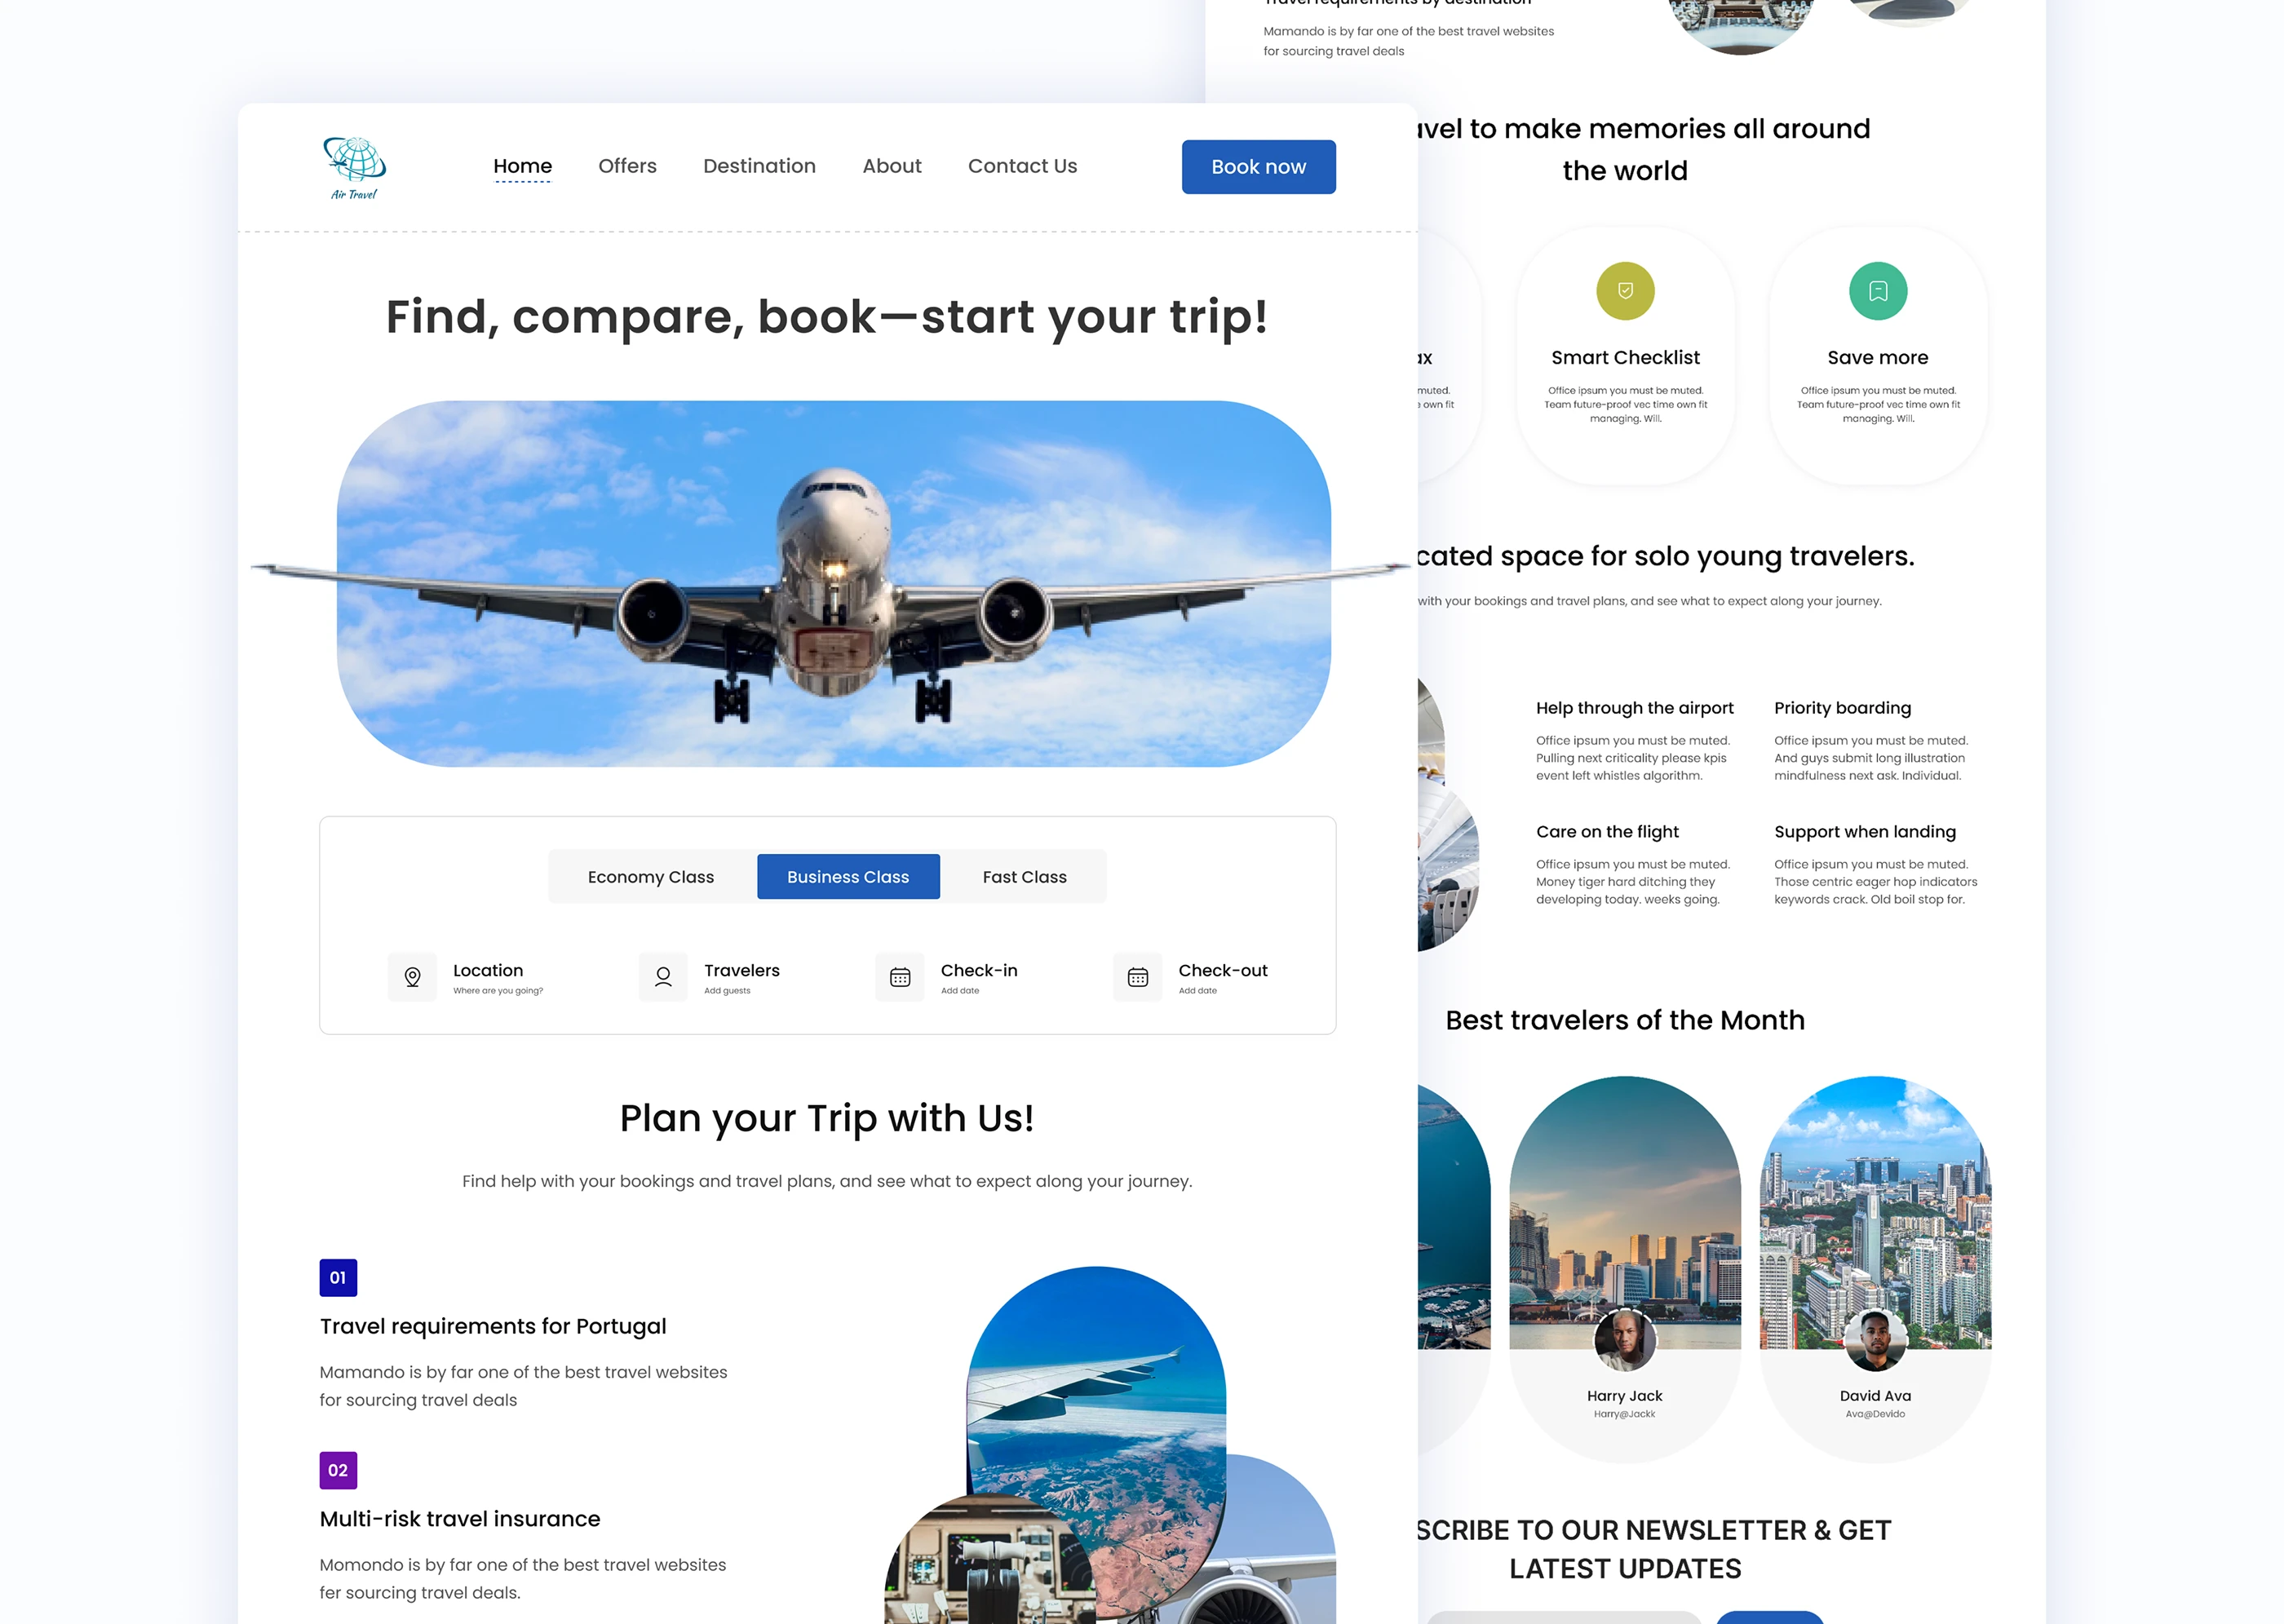 Air Travel
Home
Offers
Destination
About
Contact Us
Book now
Find, compare, book—start your trip!
Economy Class
Business Class
Fast Class
Location
Where are you going?
Travelers
Add guests
Check-in
Add date
Check-out
Add date
Plan your Trip with Us!
Find help with your bookings and travel plans, and see what to expect along your journey.
01
Travel requirements for Portugal
Mamando is by far one of the best travel websites
for sourcing travel deals
02
Multi-risk travel insurance
Momondo is by far one of the best travel websites
fer sourcing travel deals.
Travel requirements by destination
Mamando is by far one of the best travel websites
for sourcing travel deals
avel to make memories all around
the world
ax
muted.
own fit
Smart Checklist
Office ipsum you must be muted.
Team future-proof vec time own fit
managing. Will.
Save more
Office ipsum you must be muted.
Team future-proof vec time own fit
managing. Will.
cated space for solo young travelers.
with your bookings and travel plans, and see what to expect along your journey.
Help through the airport
Office ipsum you must be muted.
Pulling next criticality please kpis
event left whistles algorithm.
Priority boarding
Office ipsum you must be muted.
And guys submit long illustration
mindfulness next ask. Individual.
Care on the flight
Office ipsum you must be muted.
Money tiger hard ditching they
developing today. weeks going.
Support when landing
Office ipsum you must be muted.
Those centric eager hop indicators
keywords crack. Old boil stop for.
Best travelers of the Month
Harry Jack
Harry@Jackk
David Ava
Ava@Devido
SCRIBE TO OUR NEWSLETTER & GET
LATEST UPDATES